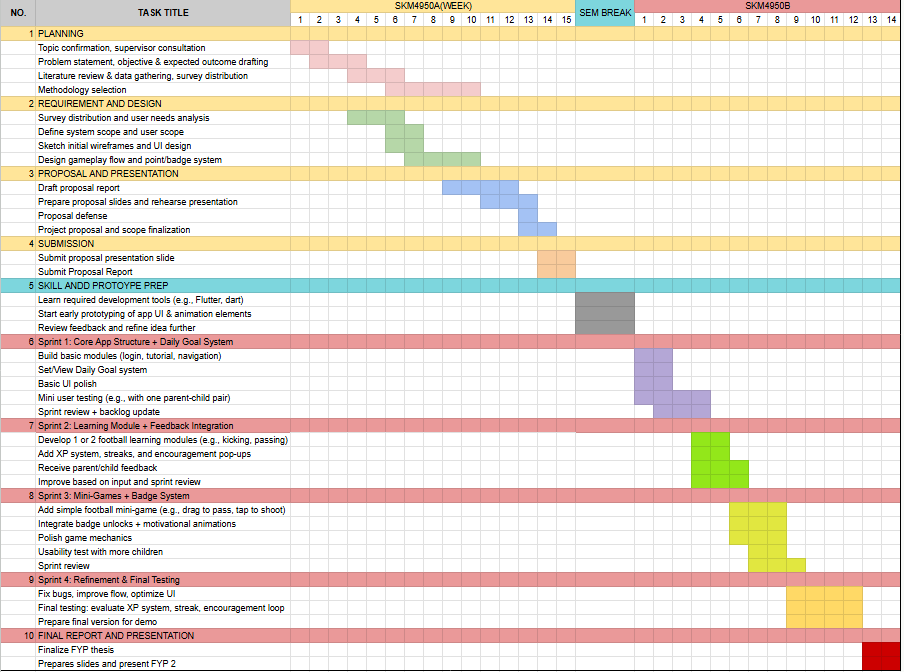 NO. TASK TITLE SKM4950A(WEEK) SEM BREAK SKM4950B
1 2 3 4 5 6 7 8 9 10 11 12 13 14 15 1 2 3 4 5 6 7 8 9 10 11 12 13 14
1 PLANNING
Topic confirmation, supervisor consultation
Problem statement, objective & expected outcome drafting
Literature review & data gathering, survey distribution
Methodology selection
2 REQUIREMENT AND DESIGN
Survey distribution and user needs analysis
Define system scope and user scope
Sketch initial wireframes and UI design
Design gameplay flow and point/badge system
3 PROPOSAL AND PRESENTATION
Draft proposal report
Prepare proposal slides and rehearse presentation
Proposal defense
Project proposal and scope finalization
4 SUBMISSION
Submit proposal presentation slide
Submit Proposal Report
5 SKILL ANDD PROTOYPE PREP
Learn required development tools (e.g., Flutter, dart)
Start early prototyping of app UI & animation elements
Review feedback and refine idea further
6 Sprint 1: Core App Structure + Daily Goal System
Build basic modules (login, tutorial, navigation)
Set/View Daily Goal system
Basic UI polish
Mini user testing (e.g., with one parent-child pair)
Sprint review + backlog update
7 Sprint 2: Learning Module + Feedback Integration
Develop 1 or 2 football learning modules (e.g., kicking, passing)
Add XP system, streaks, and encouragement pop-ups
Receive parent/child feedback
Improve based on input and sprint review
8 Sprint 3: Mini-Games + Badge System
Add simple football mini-game (e.g., drag to pass, tap to shoot)
Integrate badge unlocks + motivational animations
Polish game mechanics
Usability test with more children
Sprint review
9 Sprint 4: Refinement & Final Testing
Fix bugs, improve flow, optimize UI
Final testing: evaluate XP system, streak, encouragement loop
Prepare final version for demo
10 FINAL REPORT AND PRESENTATION
Finalize FYP thesis
Prepares slides and present FYP 2